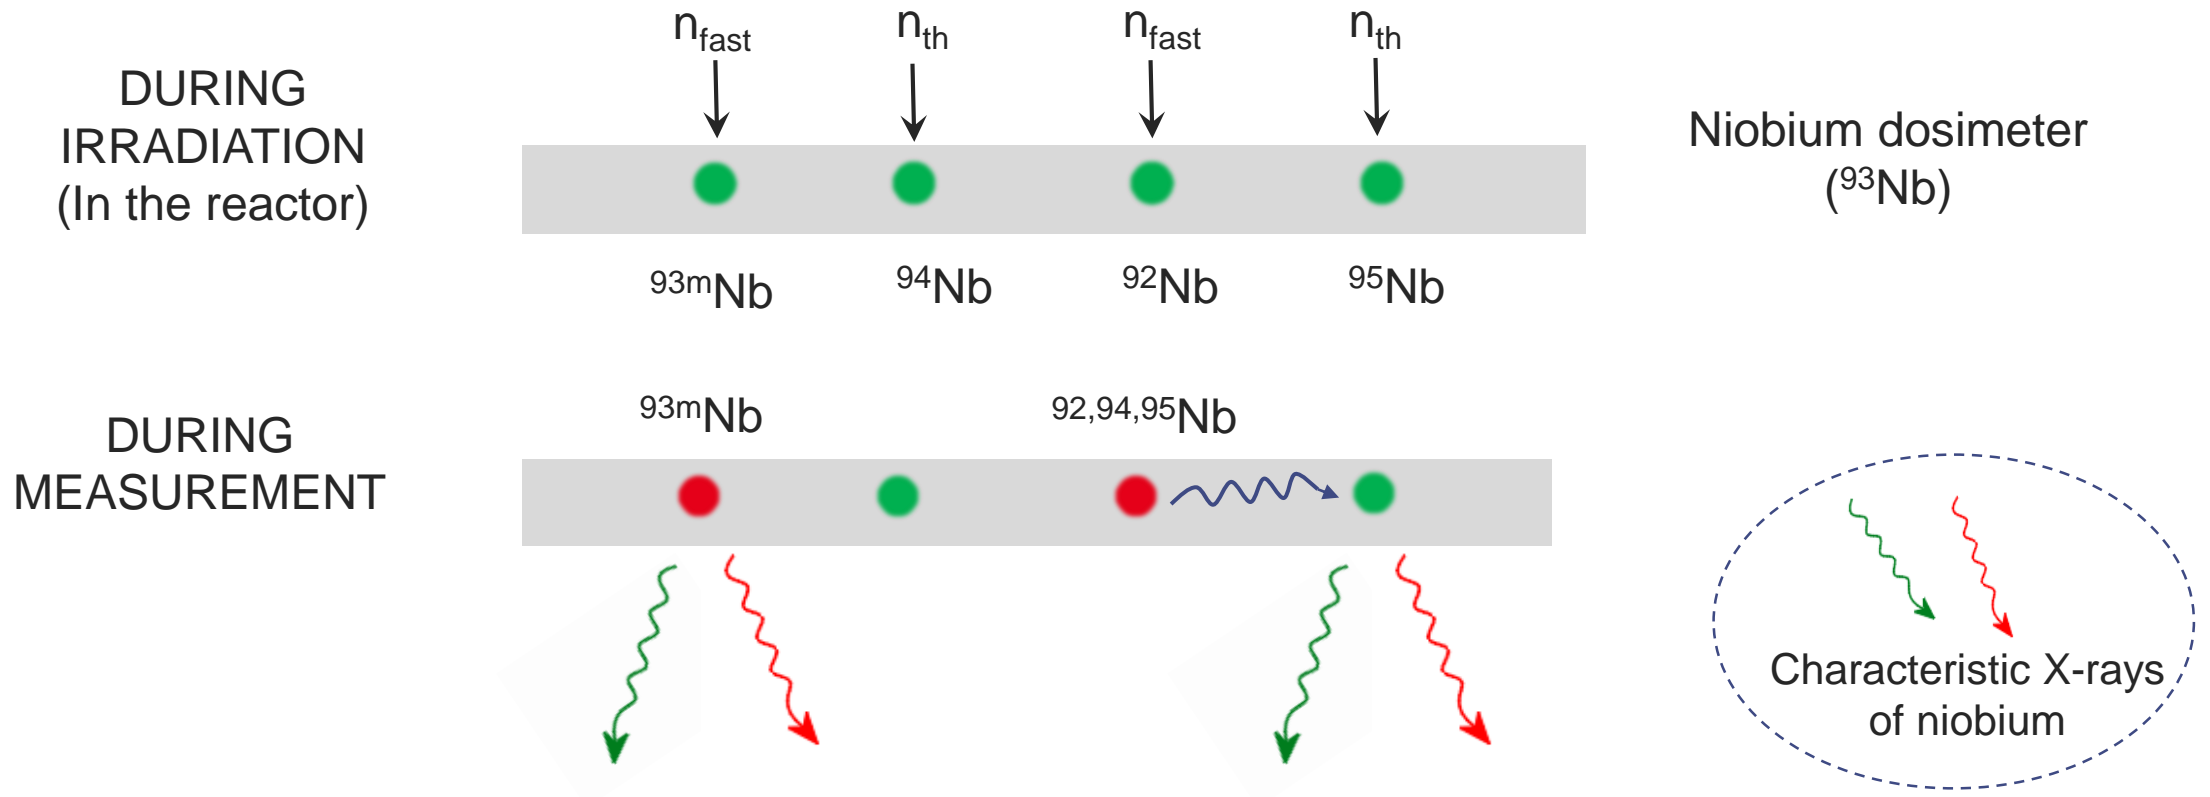 n_fast
n_th
n_fast
n_th
DURING
IRRADIATION
(In the reactor)
Niobium dosimeter
(⁹³Nb)
⁹³ᵐNb
⁹⁴Nb
⁹²Nb
⁹⁵Nb
DURING
MEASUREMENT
⁹³ᵐNb
⁹²,⁹⁴,⁹⁵Nb
Characteristic X-rays
of niobium